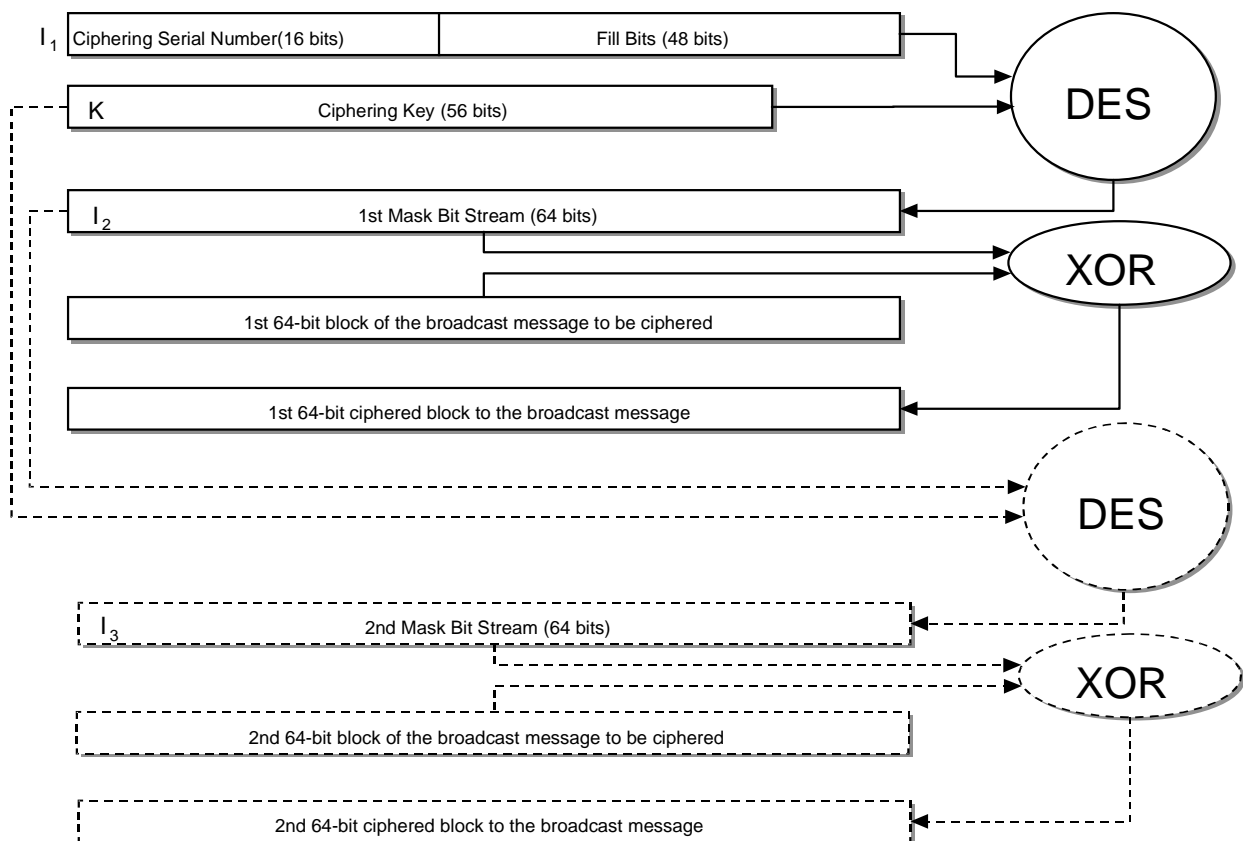 I1 Ciphering Serial Number(16 bits) Fill Bits (48 bits)
DES
K Ciphering Key (56 bits)
I2 1st Mask Bit Stream (64 bits)
XOR
1st 64-bit block of the broadcast message to be ciphered
1st 64-bit ciphered block to the broadcast message
DES
I3 2nd Mask Bit Stream (64 bits)
XOR
2nd 64-bit block of the broadcast message to be ciphered
2nd 64-bit ciphered block to the broadcast message